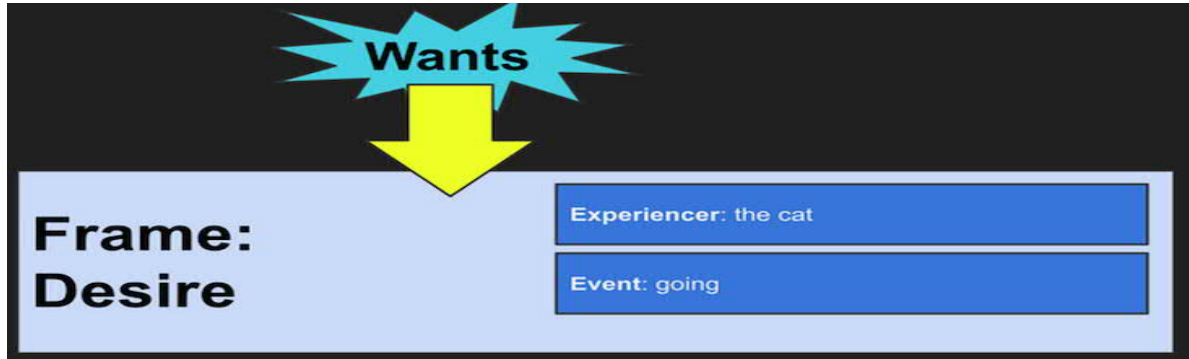 Wants
Frame:
Desire
Experiencer: the cat
Event: going